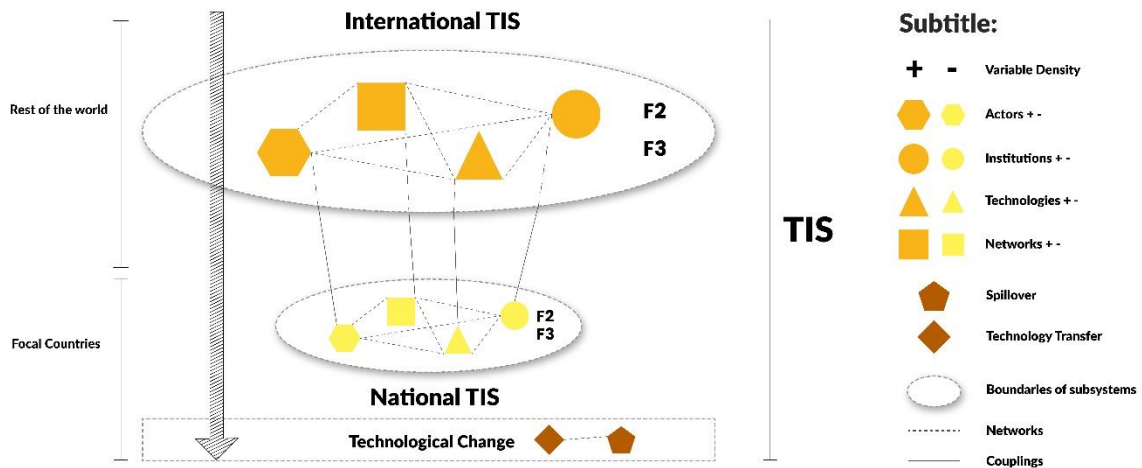 International TIS
Rest of the world
F2
F3
Focal Countries
F2
F3
National TIS
Technological Change
TIS
Subtitle:
+ - Variable Density
Actors + -
Institutions + -
Technologies + -
Networks + -
Spillover
Technology Transfer
Boundaries of subsystems
Networks
Couplings